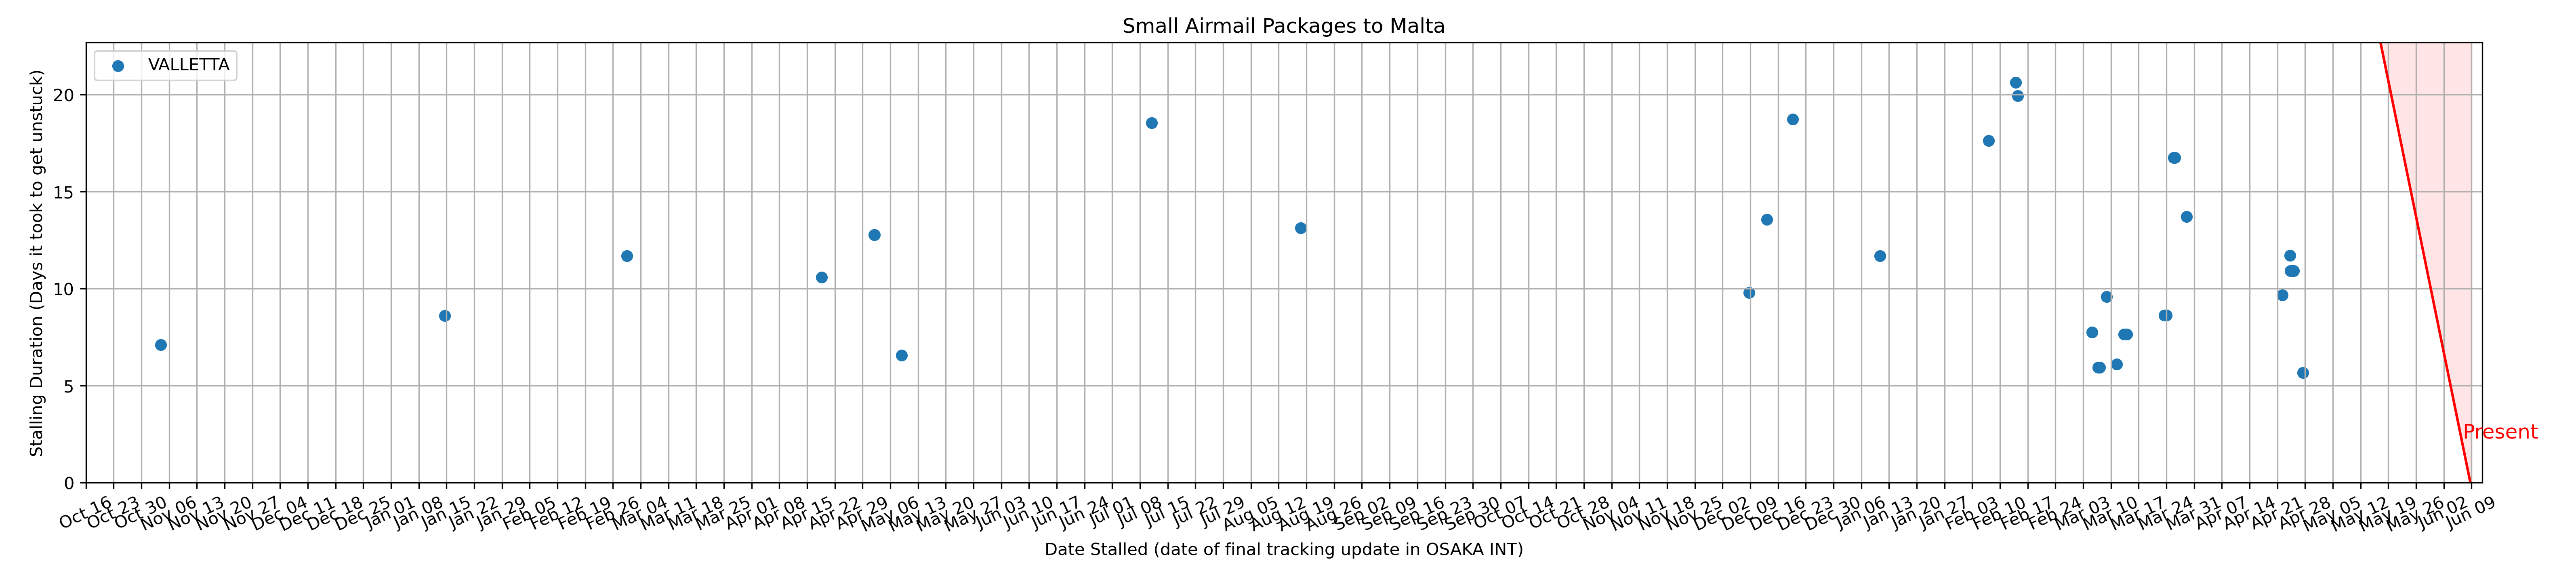 Small Airmail Packages to Malta
VALLETTA
Stalling Duration (Days it took to get unstuck)
20
15
10
5
0
Present
Oct 16 Oct 23 Oct 30 Nov 06 Nov 13 Nov 20 Nov 27 Dec 04 Dec 11 Dec 18 Dec 25 Jan 01 Jan 08 Jan 15 Jan 22 Jan 29 Feb 05 Feb 12 Feb 19 Feb 26 Mar 04 Mar 11 Mar 18 Mar 25 Apr 01 Apr 08 Apr 15 Apr 22 Apr 29 May 06 May 13 May 20 May 27 Jun 03 Jun 10 Jun 17 Jun 24 Jul 01 Jul 08 Jul 15 Jul 22 Jul 29 Aug 05 Aug 12 Aug 19 Aug 26 Sep 02 Sep 09 Sep 16 Sep 23 Sep 30 Oct 07 Oct 14 Oct 21 Oct 28 Nov 04 Nov 11 Nov 18 Nov 25 Dec 02 Dec 09 Dec 16 Dec 23 Dec 30 Jan 06 Jan 13 Jan 20 Jan 27 Feb 03 Feb 10 Feb 17 Feb 24 Mar 03 Mar 10 Mar 17 Mar 24 Mar 31 Apr 07 Apr 14 Apr 21 Apr 28 May 05 May 12 May 19 May 26 Jun 02 Jun 09
Date Stalled (date of final tracking update in OSAKA INT)